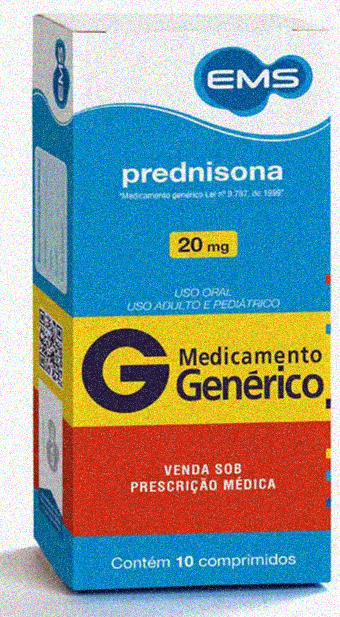 EMS
prednisona
"Medicamento genérico Lei nº 9.787, de 1999"
20 mg
USO ORAL
USO ADULTO E PEDIÁTRICO
G Medicamento
Genérico
VENDA SOB
PRESCRIÇÃO MÉDICA
Contém 10 comprimidos